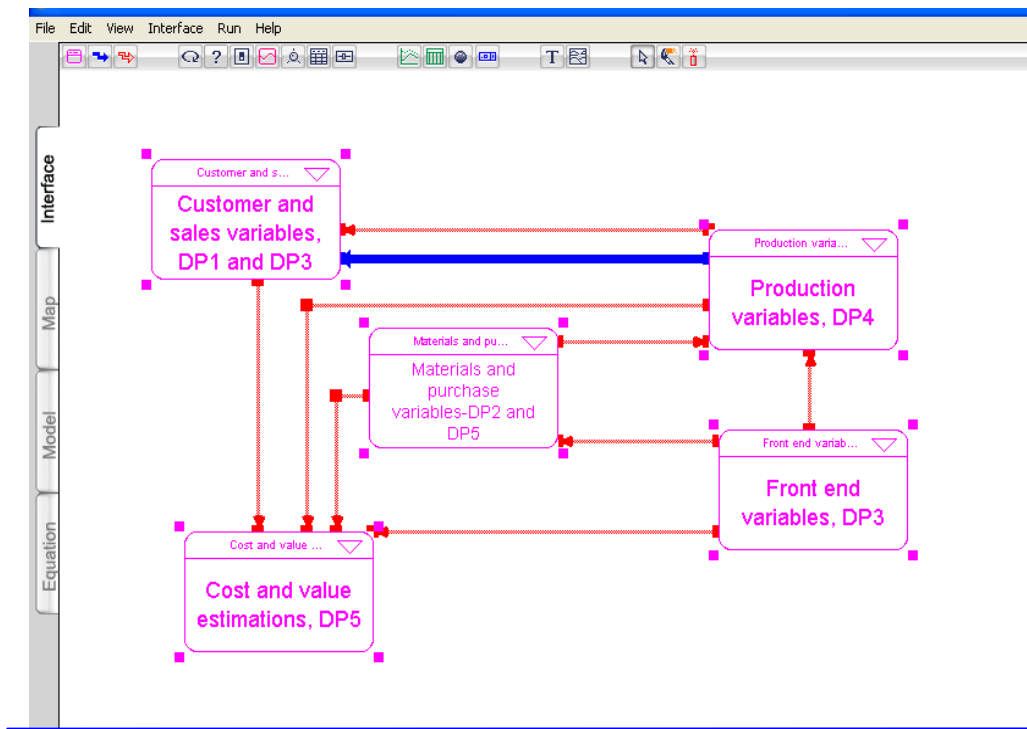 File Edit View Interface Run Help
?
T
Interface
Map
Model
Equation
Customer and s...
Customer and
sales variables,
DP1 and DP3
Production varia...
Production
variables, DP4
Materials and pu...
Materials and
purchase
variables-DP2 and
DP5
Front end variab...
Front end
variables, DP3
Cost and value ...
Cost and value
estimations, DP5